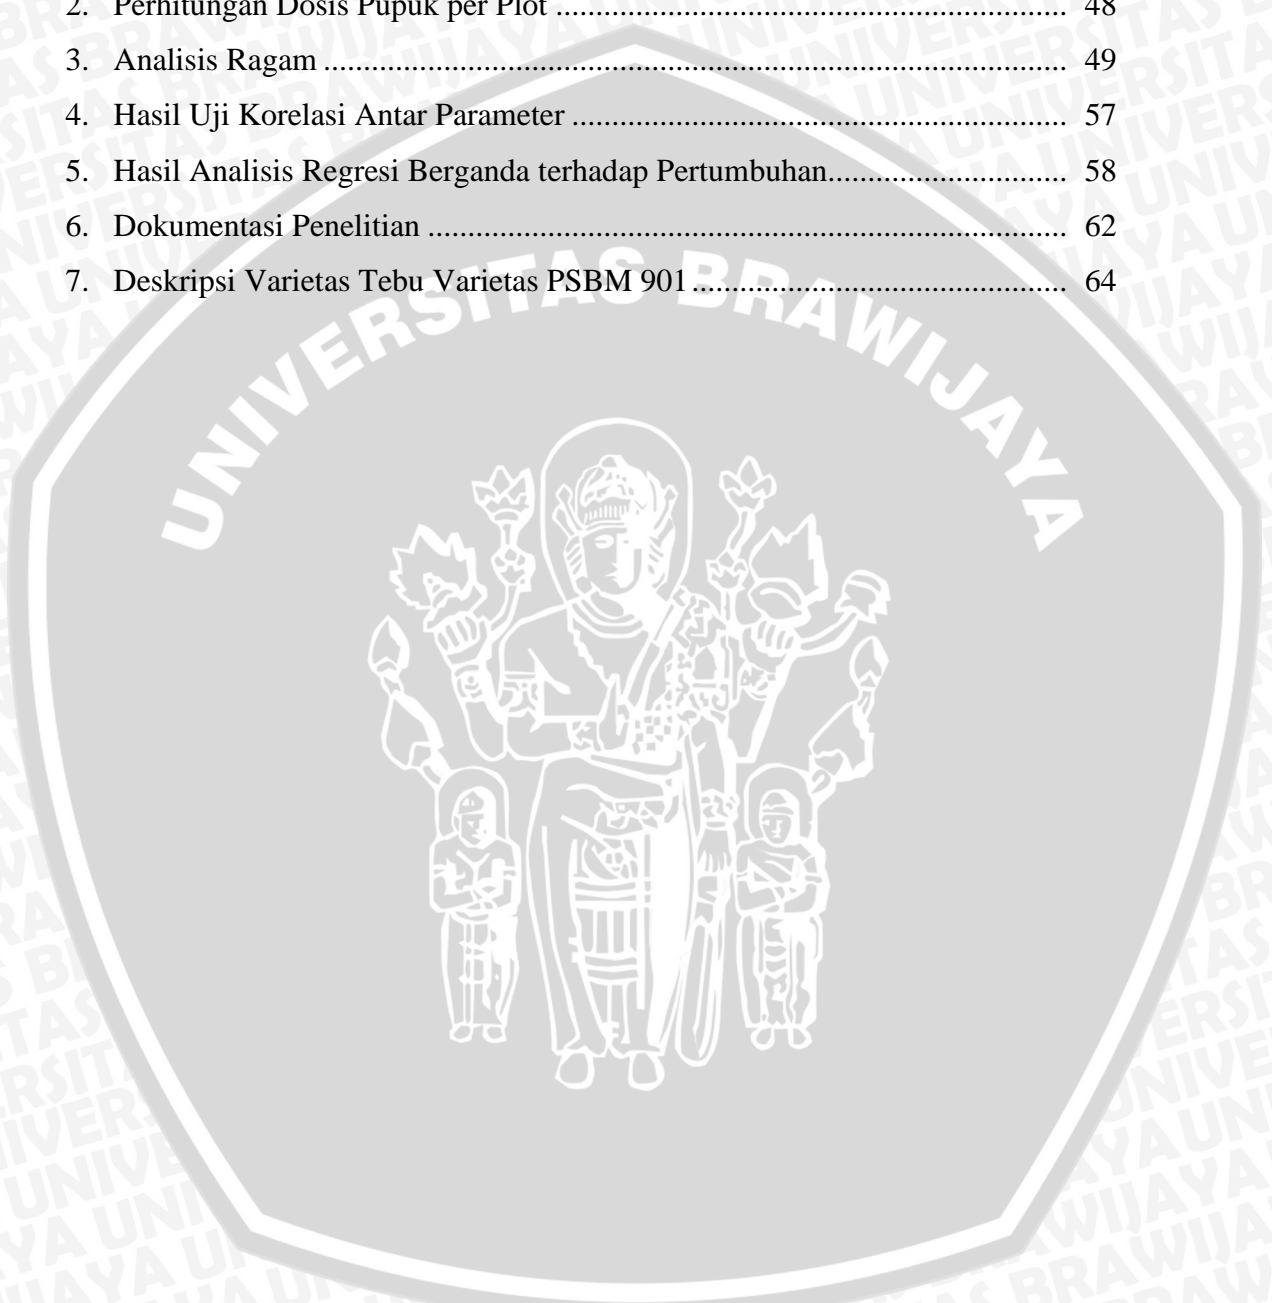 2. Perhitungan Dosis Pupuk per Plot ................................................................ 48
3. Analisis Ragam ............................................................................................. 49
4. Hasil Uji Korelasi Antar Parameter .............................................................. 57
5. Hasil Analisis Regresi Berganda terhadap Pertumbuhan.............................. 58
6. Dokumentasi Penelitian ................................................................................ 62
7. Deskripsi Varietas Tebu Varietas PSBM 901 ............................................... 64
UNIVERSITAS BRAWIJAYA